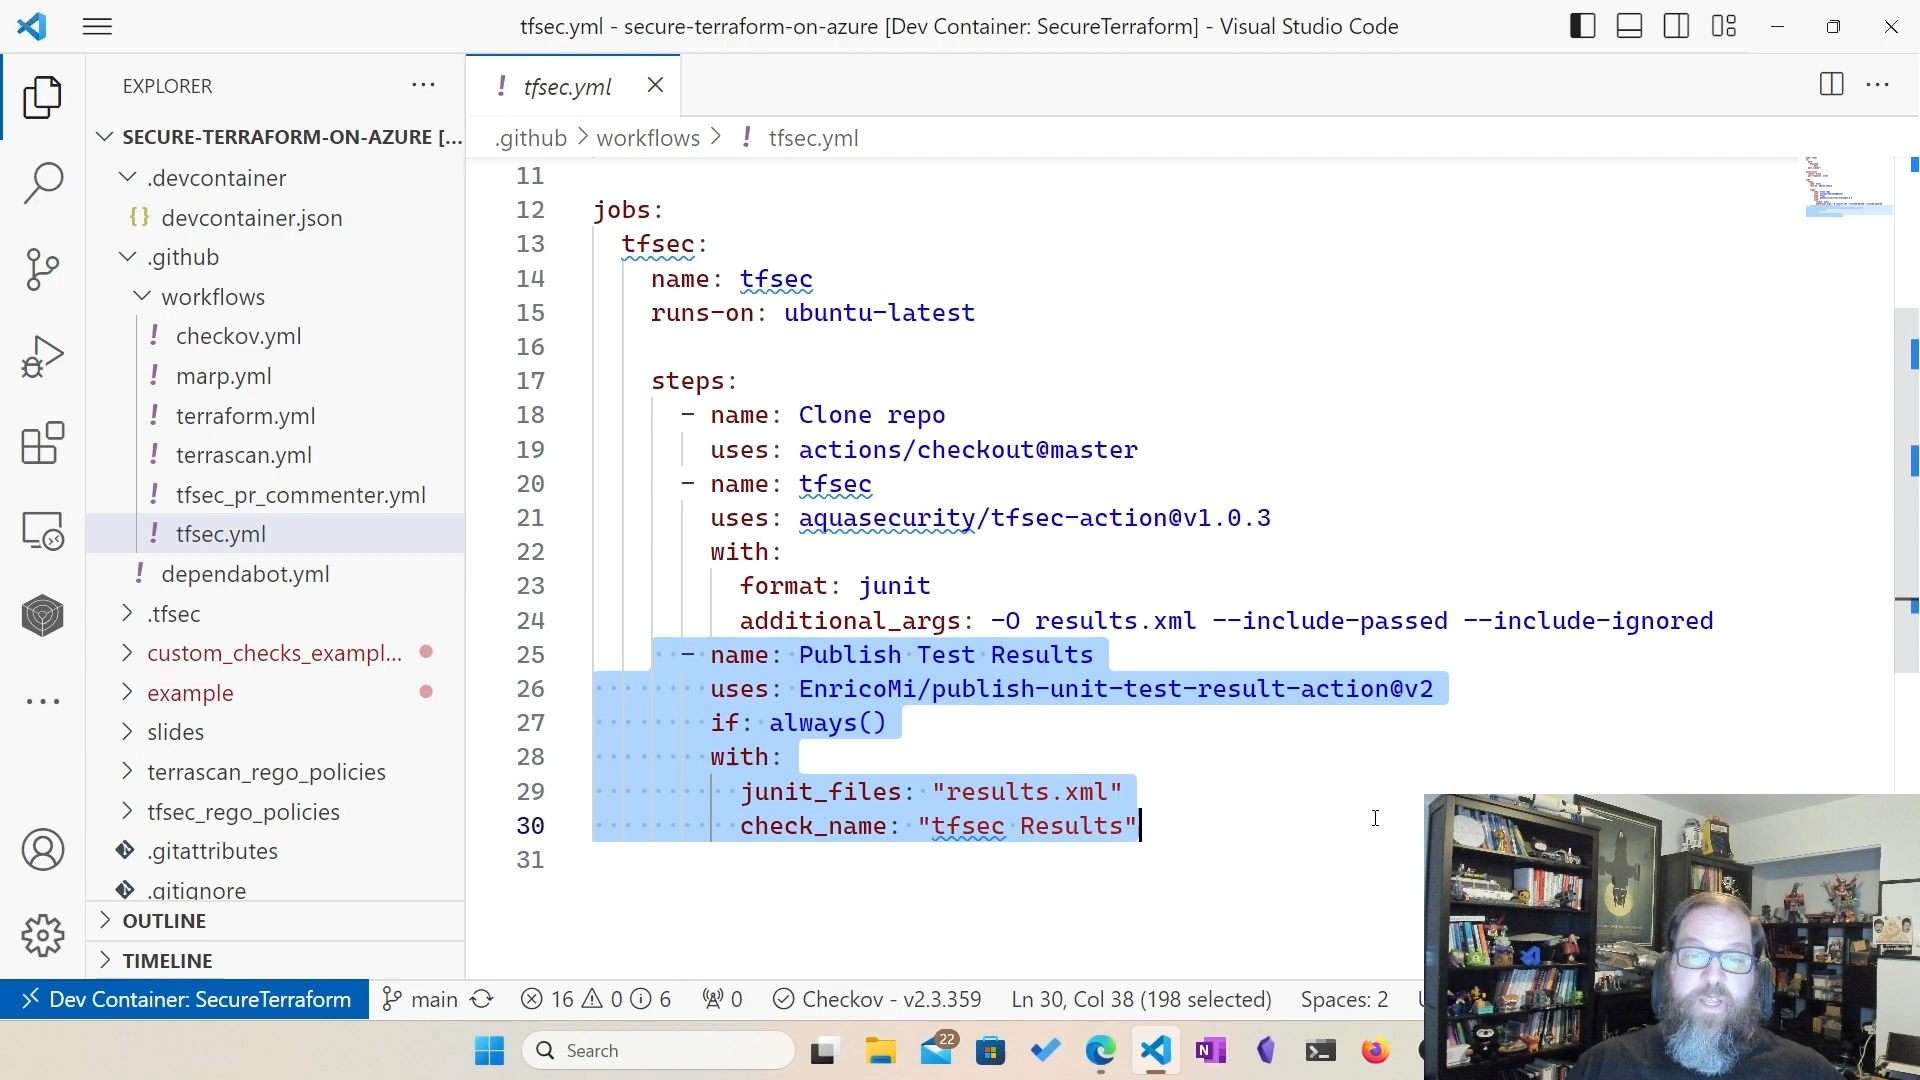 tfsec.yml - secure-terraform-on-azure [Dev Container: SecureTerraform] - Visual Studio Code
EXPLORER
SECURE-TERRAFORM-ON-AZURE [...
.devcontainer
{} devcontainer.json
.github
workflows
! checkov.yml
! marp.yml
! terraform.yml
! terrascan.yml
! tfsec_pr_commenter.yml
! tfsec.yml
! dependabot.yml
.tfsec
custom_checks_exampl...
example
slides
terrascan_rego_policies
tfsec_rego_policies
.gitattributes
.gitignore
OUTLINE
TIMELINE
! tfsec.yml
.github > workflows > ! tfsec.yml
11
12 jobs:
13 tfsec:
14 name: tfsec
15 runs-on: ubuntu-latest
16
17 steps:
18 - name: Clone repo
19 uses: actions/checkout@master
20 - name: tfsec
21 uses: aquasecurity/tfsec-action@v1.0.3
22 with:
23 format: junit
24 additional_args: -O results.xml --include-passed --include-ignored
25 - name: Publish Test Results
26 uses: EnricoMi/publish-unit-test-result-action@v2
27 if: always()
28 with:
29 junit_files: "results.xml"
30 check_name: "tfsec Results"
31
Dev Container: SecureTerraform main 16 0 6 0 Checkov - v2.3.359 Ln 30, Col 38 (198 selected) Spaces: 2
Search 22